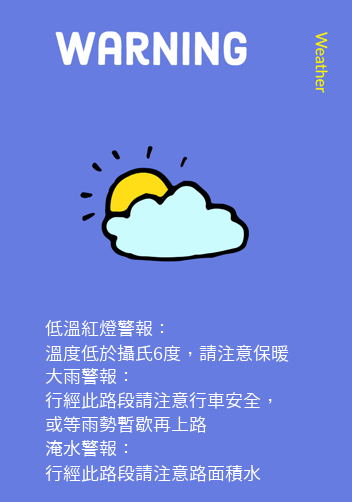 WARNING
Weather
低溫紅燈警報：
溫度低於攝氏6度，請注意保暖
大雨警報：
行經此路段請注意行車安全，
或等雨勢暫歇再上路
淹水警報：
行經此路段請注意路面積水